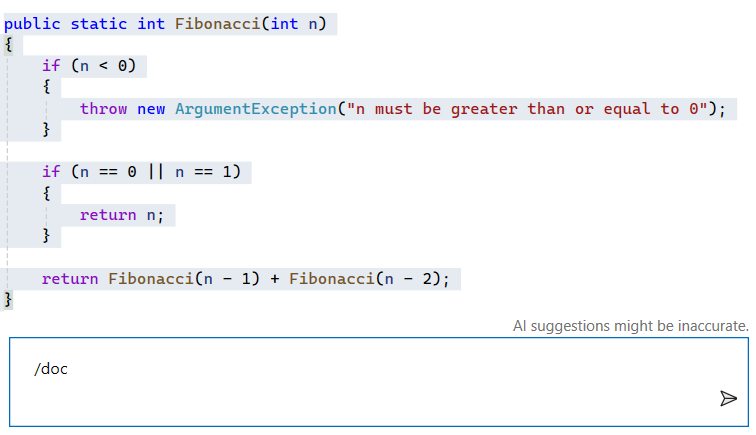 public static int Fibonacci(int n)
{
    if (n < 0)
    {
        throw new ArgumentException("n must be greater than or equal to 0");
    }

    if (n == 0 || n == 1)
    {
        return n;
    }

    return Fibonacci(n - 1) + Fibonacci(n - 2);
}
AI suggestions might be inaccurate.
/doc